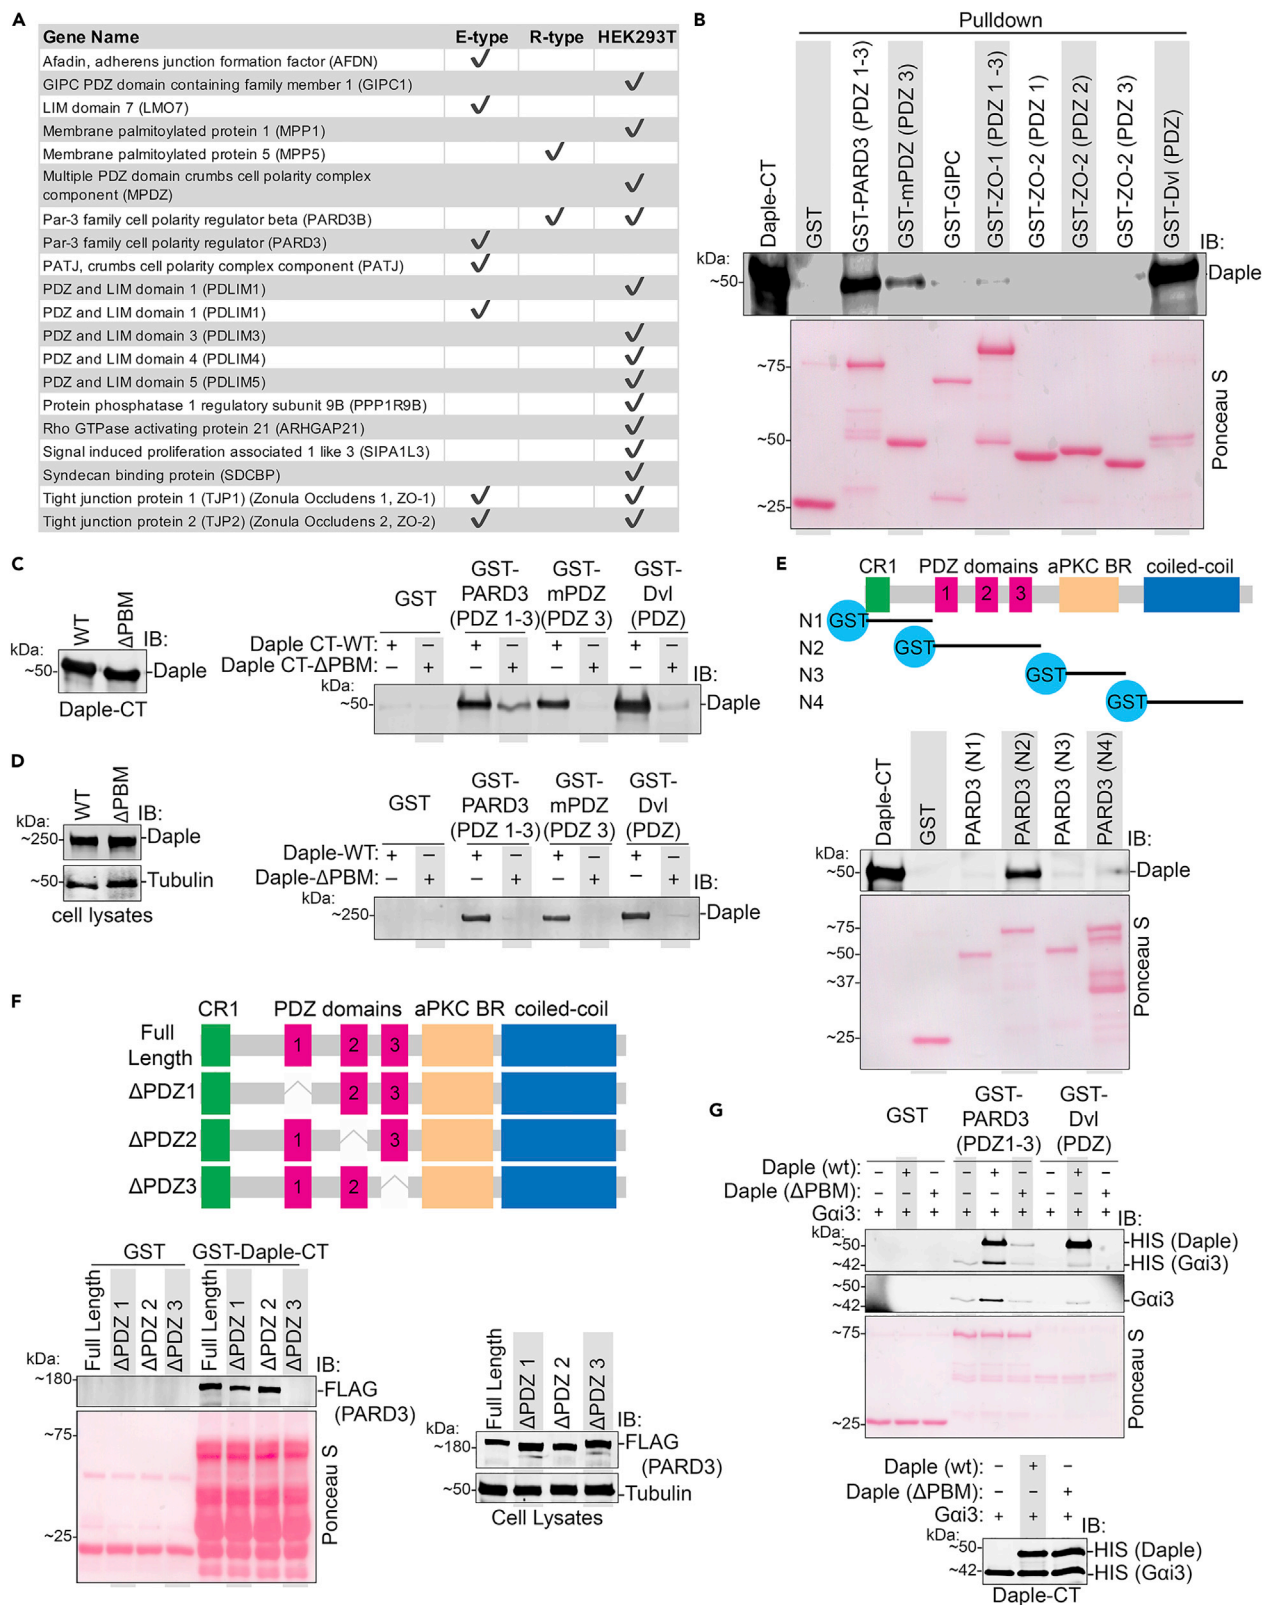 A
Gene Name E-type R-type HEK293T
Afadin, adherens junction formation factor (AFDN) ✓
GIPC PDZ domain containing family member 1 (GIPC1) ✓
LIM domain 7 (LMO7) ✓
Membrane palmitoylated protein 1 (MPP1) ✓
Membrane palmitoylated protein 5 (MPP5) ✓
Multiple PDZ domain crumbs cell polarity complex
component (MPDZ) ✓
Par-3 family cell polarity regulator beta (PARD3B) ✓ ✓
Par-3 family cell polarity regulator (PARD3) ✓
PATJ, crumbs cell polarity complex component (PATJ) ✓
PDZ and LIM domain 1 (PDLIM1) ✓
PDZ and LIM domain 1 (PDLIM1) ✓
PDZ and LIM domain 3 (PDLIM3) ✓
PDZ and LIM domain 4 (PDLIM4) ✓
PDZ and LIM domain 5 (PDLIM5) ✓
Protein phosphatase 1 regulatory subunit 9B (PPP1R9B) ✓
Rho GTPase activating protein 21 (ARHGAP21) ✓
Signal induced proliferation associated 1 like 3 (SIPA1L3) ✓
Syndecan binding protein (SDCBP) ✓
Tight junction protein 1 (TJP1) (Zonula Occludens 1, ZO-1) ✓ ✓
Tight junction protein 2 (TJP2) (Zonula Occludens 2, ZO-2) ✓ ✓
B
Pulldown
Daple-CT
GST
GST-PARD3 (PDZ 1-3)
GST-mPDZ (PDZ 3)
GST-GIPC
GST-ZO-1 (PDZ 1 -3)
GST-ZO-2 (PDZ 1)
GST-ZO-2 (PDZ 2)
GST-ZO-2 (PDZ 3)
GST-Dvl (PDZ)
IB:
kDa:
~50- -Daple
~75-
~50-
~25-
Ponceau S
C
WT
ΔPBM
IB:
kDa:
~50- -Daple
Daple-CT
GST GST-PARD3 (PDZ 1-3) GST-mPDZ (PDZ 3) GST-Dvl (PDZ)
Daple CT-WT: + – + – + – + –
Daple CT-ΔPBM: – + – + – + – +
IB:
kDa:
~50- -Daple
D
WT
ΔPBM
IB:
kDa:
~250- -Daple
~50- -Tubulin
cell lysates
GST GST-PARD3 (PDZ 1-3) GST-mPDZ (PDZ 3) GST-Dvl (PDZ)
Daple-WT: + – + – + – + –
Daple-ΔPBM: – + – + – + – +
IB:
kDa:
~250- -Daple
E
CR1 PDZ domains aPKC BR coiled-coil
1 2 3
N1 GST
N2 GST
N3 GST
N4 GST
Daple-CT
GST
PARD3 (N1)
PARD3 (N2)
PARD3 (N3)
PARD3 (N4)
IB:
kDa:
~50- -Daple
~75-
~50-
~37-
~25-
Ponceau S
F
CR1 PDZ domains aPKC BR coiled-coil
Full
Length 1 2 3
ΔPDZ1 2 3
ΔPDZ2 1 3
ΔPDZ3 1 2
GST GST-Daple-CT
Full Length
ΔPDZ 1
ΔPDZ 2
ΔPDZ 3
Full Length
ΔPDZ 1
ΔPDZ 2
ΔPDZ 3
IB:
kDa:
~180- -FLAG
(PARD3)
~75-
~25-
Ponceau S
Full Length
ΔPDZ 1
ΔPDZ 2
ΔPDZ 3
IB:
kDa:
~180- -FLAG
(PARD3)
~50- -Tubulin
Cell Lysates
G
GST GST-PARD3 (PDZ1-3) GST-Dvl (PDZ)
Daple (wt): – + – – + – – + –
Daple (ΔPBM): – – + – – + – – +
Gαi3: + + + + + + + + +
IB:
kDa:
~50- -HIS (Daple)
~42- -HIS (Gαi3)
~50-
~42- -Gαi3
~75-
~25-
Ponceau S
Daple (wt): – + –
Daple (ΔPBM): – – +
Gαi3: + + +
IB:
kDa:
~50- -HIS (Daple)
~42- -HIS (Gαi3)
Daple-CT